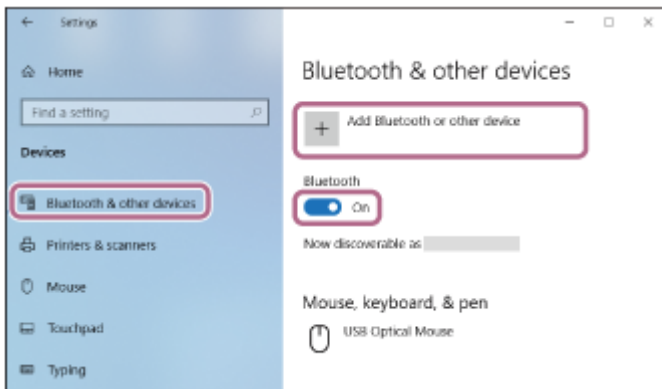 Settings
Home
Find a setting
Devices
Bluetooth & other devices
Printers & scanners
Mouse
Touchpad
Typing
Bluetooth & other devices
Add Bluetooth or other device
Bluetooth
On
Now discoverable as
Mouse, keyboard, & pen
USB Optical Mouse